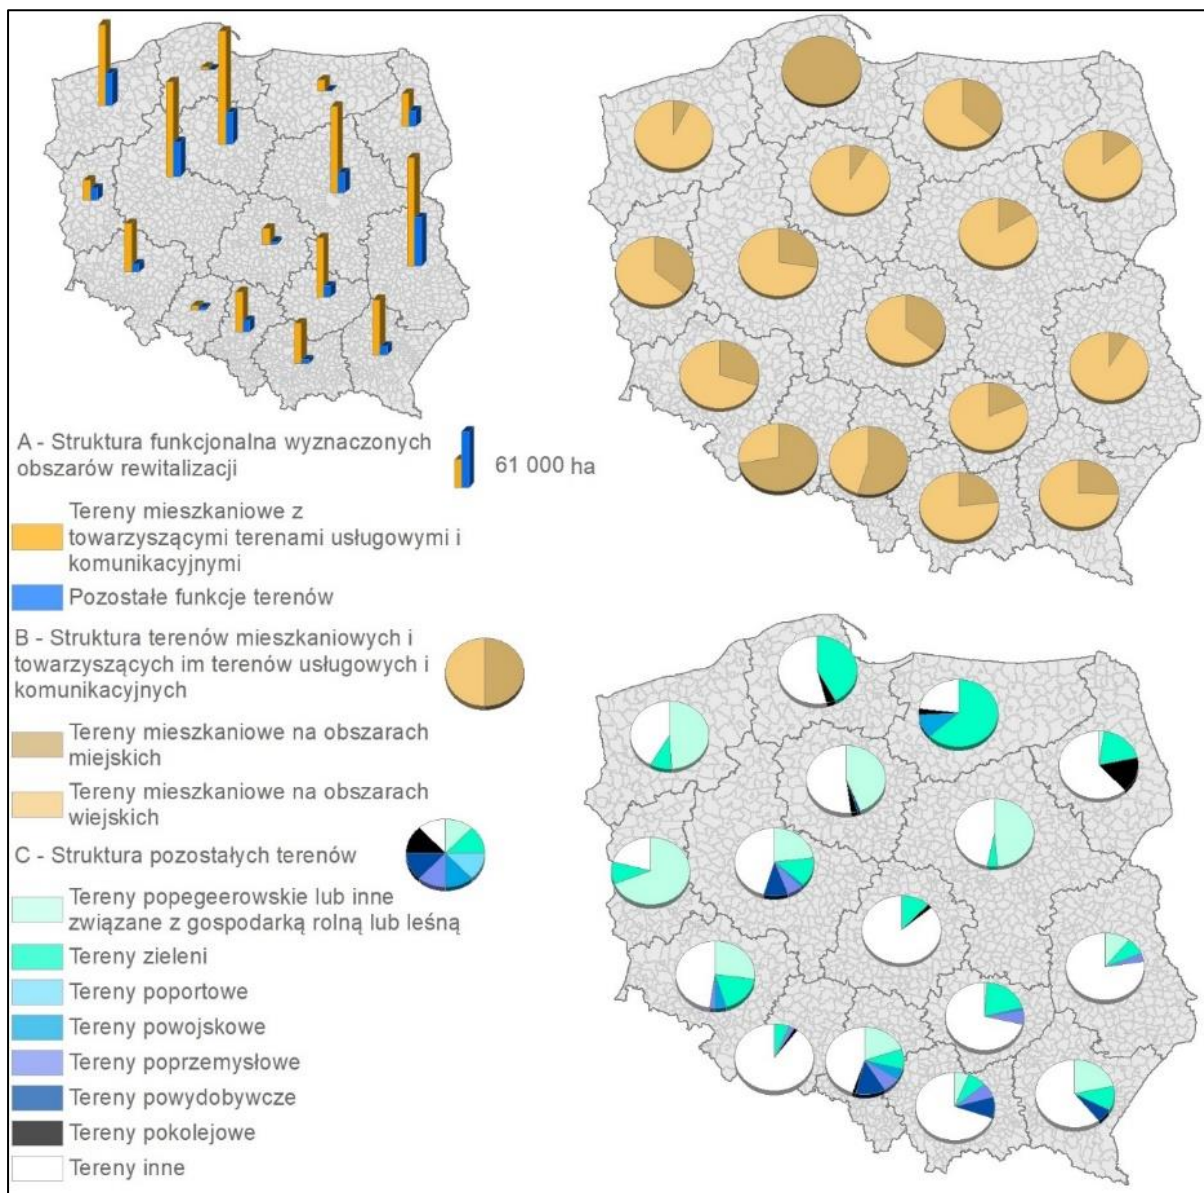 A - Struktura funkcjonalna wyznaczonych
obszarów rewitalizacji
61 000 ha
Tereny mieszkaniowe z
towarzyszącymi terenami usługowymi i
komunikacyjnymi
Pozostałe funkcje terenów
B - Struktura terenów mieszkaniowych i
towarzyszących im terenów usługowych i
komunikacyjnych
Tereny mieszkaniowe na obszarach
miejskich
Tereny mieszkaniowe na obszarach
wiejskich
C - Struktura pozostałych terenów
Tereny popegeerowskie lub inne
związane z gospodarką rolną lub leśną
Tereny zieleni
Tereny poportowe
Tereny powojskowe
Tereny poprzemysłowe
Tereny powydobywcze
Tereny pokolejowe
Tereny inne